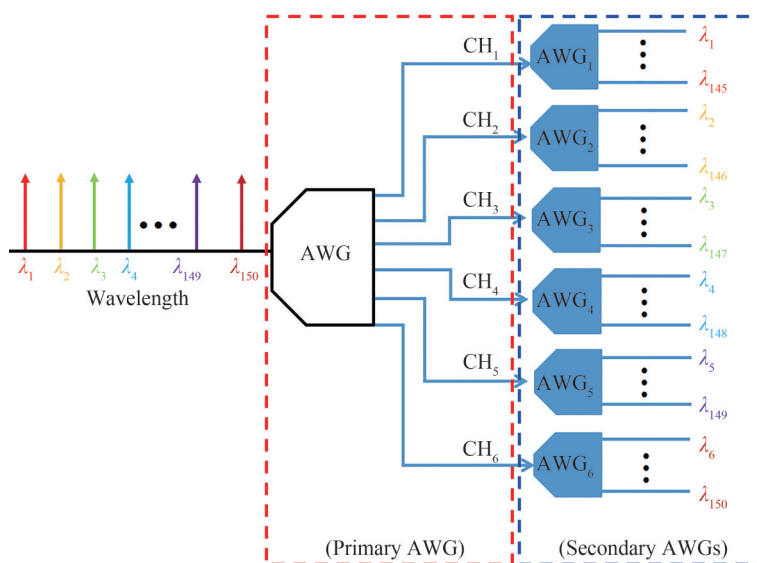 λ1 λ2 λ3 λ4 λ149 λ150
Wavelength
AWG
CH1
CH2
CH3
CH4
CH5
CH6
(Primary AWG)
AWG1
λ1
λ145
AWG2
λ2
λ146
AWG3
λ3
λ147
AWG4
λ4
λ148
AWG5
λ5
λ149
AWG6
λ6
λ150
(Secondary AWGs)